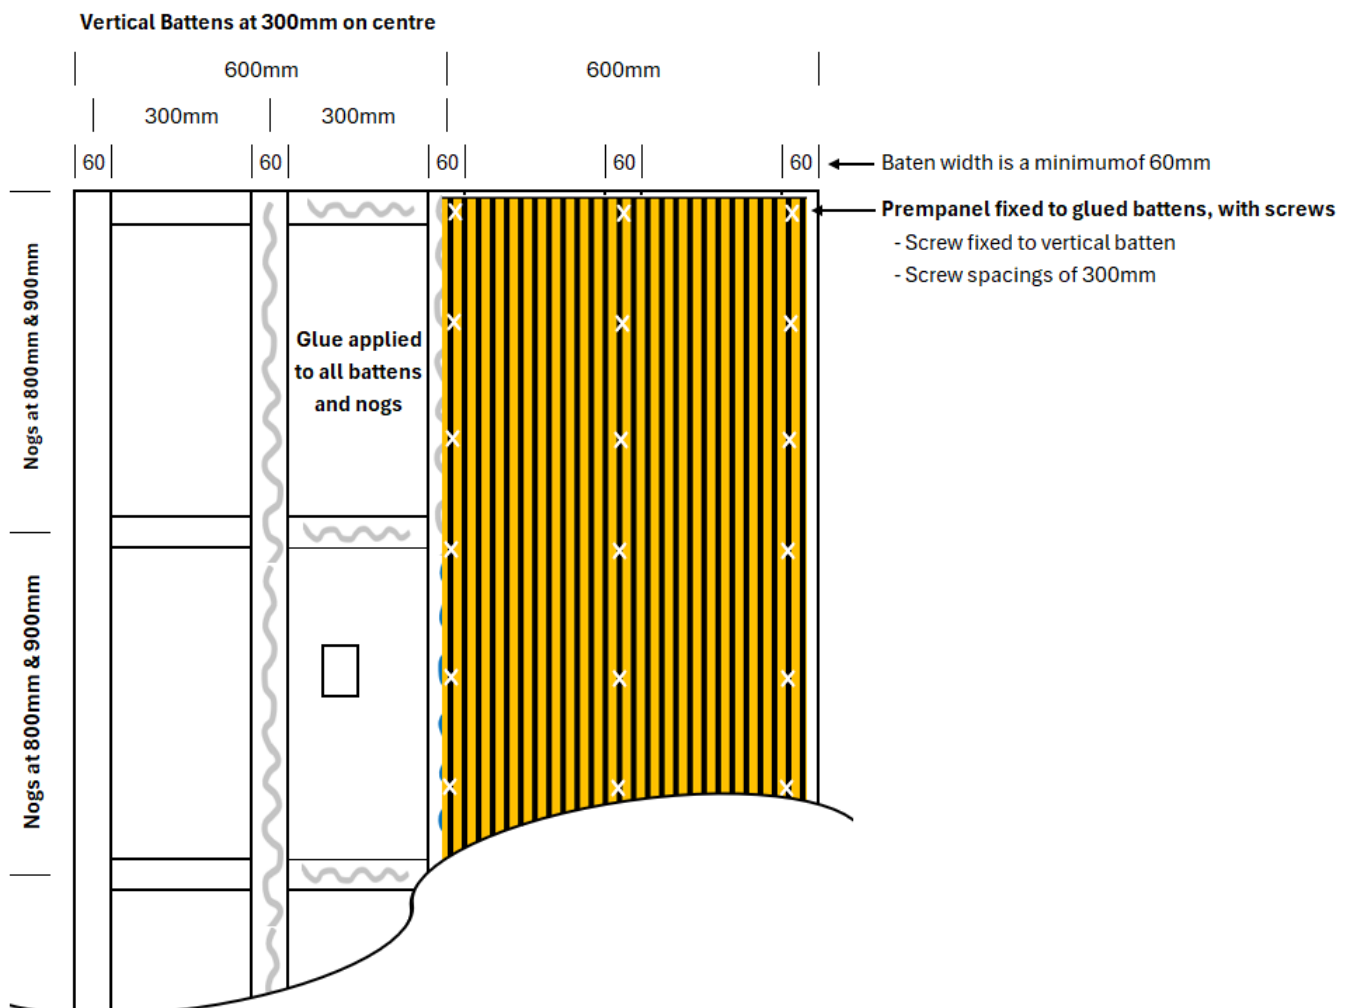 Vertical Battens at 300mm on centre
600mm
600mm
300mm
300mm
60
60
60
60
60
Baten width is a minimumof 60mm
Prempanel fixed to glued battens, with screws
- Screw fixed to vertical batten
- Screw spacings of 300mm
Nogs at 800mm & 900mm
Glue applied
to all battens
and nogs
Nogs at 800mm & 900mm